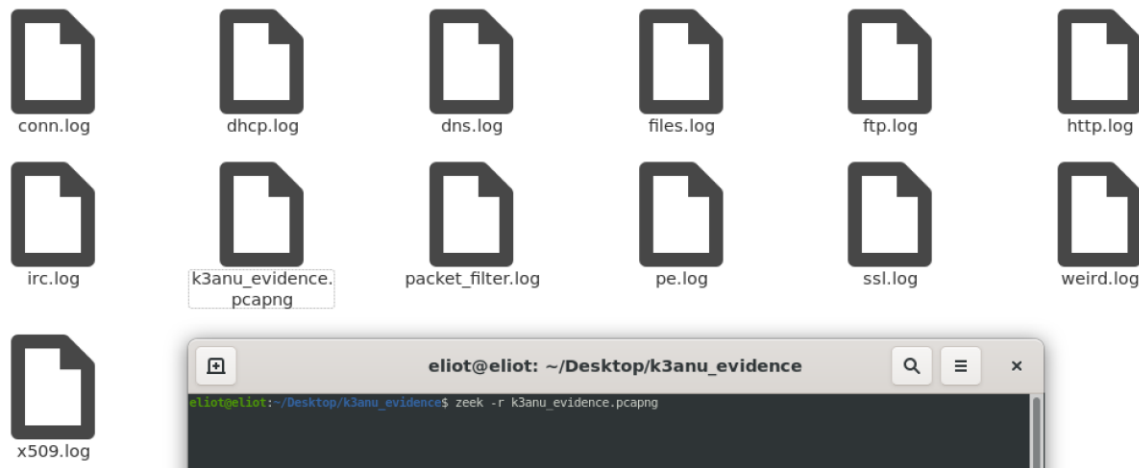 conn.log
dhcp.log
dns.log
files.log
ftp.log
http.log
irc.log
k3anu_evidence.
pcapng
packet_filter.log
pe.log
ssl.log
weird.log
x509.log
eliot@eliot: ~/Desktop/k3anu_evidence
eliot@eliot:~/Desktop/k3anu_evidence$ zeek -r k3anu_evidence.pcapng